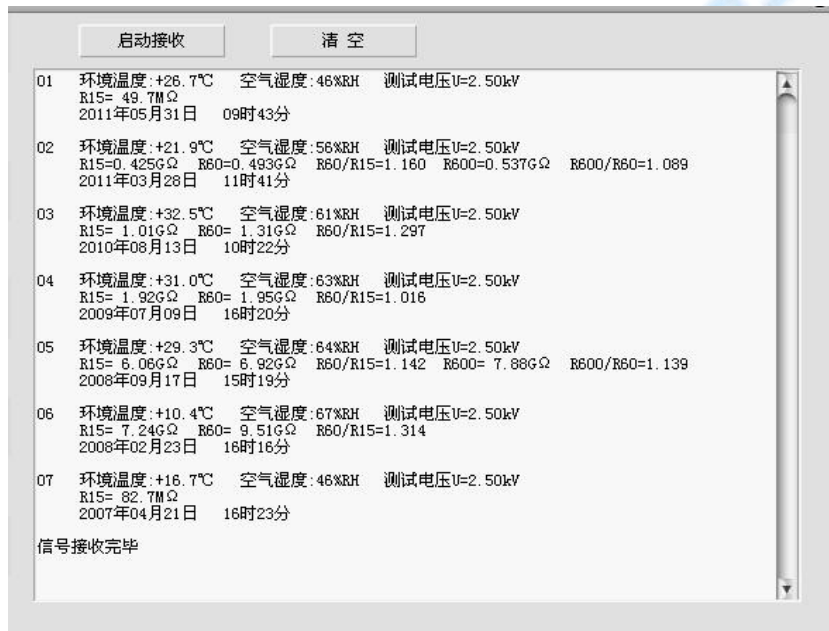 启动接收 清 空
01 环境温度:+26.7℃ 空气湿度:46%RH 测试电压U=2.50kV
R15= 49.7MΩ
2011年05月31日 09时43分
02 环境温度:+21.9℃ 空气湿度:56%RH 测试电压U=2.50kV
R15=0.425GΩ R60=0.493GΩ R60/R15=1.160 R600=0.537GΩ R600/R60=1.089
2011年03月28日 11时41分
03 环境温度:+32.5℃ 空气湿度:61%RH 测试电压U=2.50kV
R15= 1.01GΩ R60= 1.31GΩ R60/R15=1.297
2010年08月13日 10时22分
04 环境温度:+31.0℃ 空气湿度:63%RH 测试电压U=2.50kV
R15= 1.92GΩ R60= 1.95GΩ R60/R15=1.016
2009年07月09日 16时20分
05 环境温度:+29.3℃ 空气湿度:64%RH 测试电压U=2.50kV
R15= 6.06GΩ R60= 6.92GΩ R60/R15=1.142 R600= 7.88GΩ R600/R60=1.139
2008年09月17日 15时19分
06 环境温度:+10.4℃ 空气湿度:67%RH 测试电压U=2.50kV
R15= 7.24GΩ R60= 9.51GΩ R60/R15=1.314
2008年02月23日 16时16分
07 环境温度:+16.7℃ 空气湿度:46%RH 测试电压U=2.50kV
R15= 82.7MΩ
2007年04月21日 16时23分
信号接收完毕